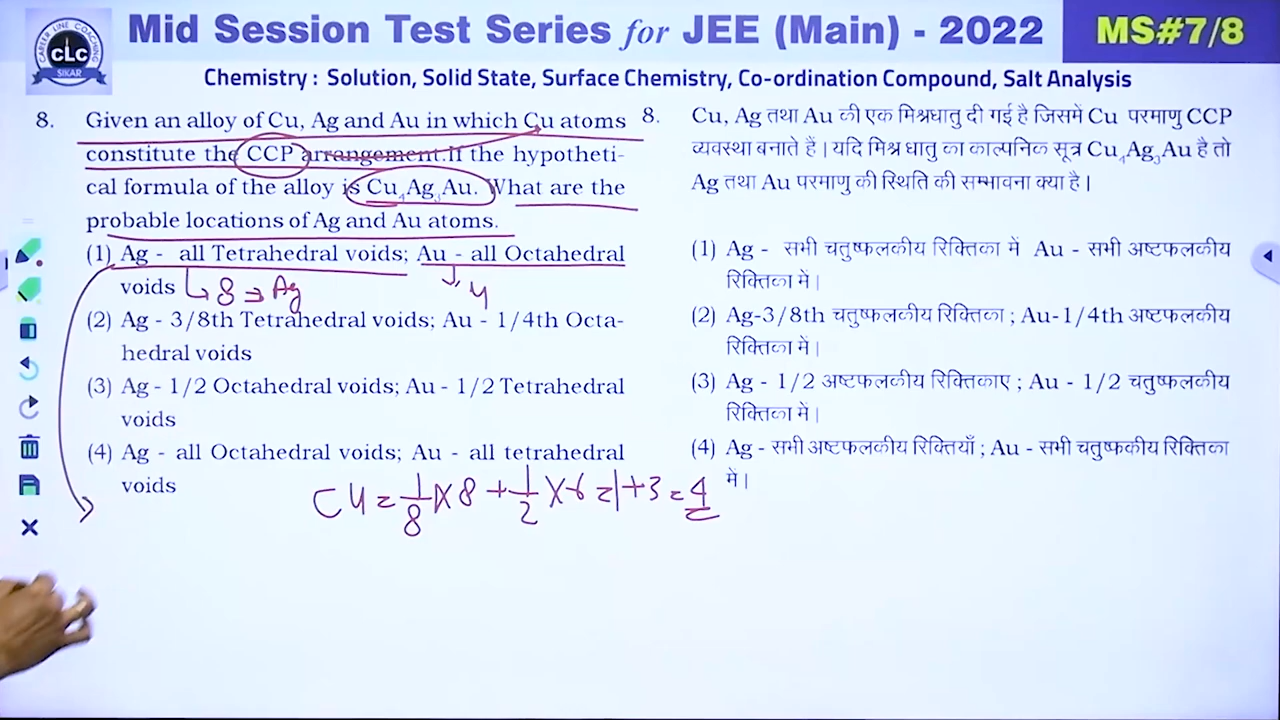 CAREER LINE COACHING
CLC
SIKAR
Mid Session Test Series for JEE (Main) - 2022
MS#7/8
Chemistry : Solution, Solid State, Surface Chemistry, Co-ordination Compound, Salt Analysis
8. Given an alloy of Cu, Ag and Au in which Cu atoms
constitute the CCP arrangement.If the hypotheti-
cal formula of the alloy is Cu₄Ag₃Au. What are the
probable locations of Ag and Au atoms.
(1) Ag - all Tetrahedral voids; Au - all Octahedral
voids
8 ⇒ Ag
4
(2) Ag - 3/8th Tetrahedral voids; Au - 1/4th Octa-
hedral voids
(3) Ag - 1/2 Octahedral voids; Au - 1/2 Tetrahedral
voids
(4) Ag - all Octahedral voids; Au - all tetrahedral
voids
Cu = 1/8 × 8 + 1/2 × 6 = 1 + 3 = 4
8. Cu, Ag तथा Au की एक मिश्रधातु दी गई है जिसमें Cu परमाणु CCP
व्यवस्था बनाते हैं। यदि मिश्र धातु का काल्पनिक सूत्र Cu₄Ag₃Au है तो
Ag तथा Au परमाणु की स्थिति की सम्भावना क्या है।
(1) Ag - सभी चतुष्फलकीय रिक्तिका में Au - सभी अष्टफलकीय
रिक्तिका में।
(2) Ag-3/8th चतुष्फलकीय रिक्तिका ; Au-1/4th अष्टफलकीय
रिक्तिका में।
(3) Ag - 1/2 अष्टफलकीय रिक्तिकाए ; Au - 1/2 चतुष्फलकीय
रिक्तिका में।
(4) Ag - सभी अष्टफलकीय रिक्तियाँ ; Au - सभी चतुष्फकीय रिक्तिका
में।